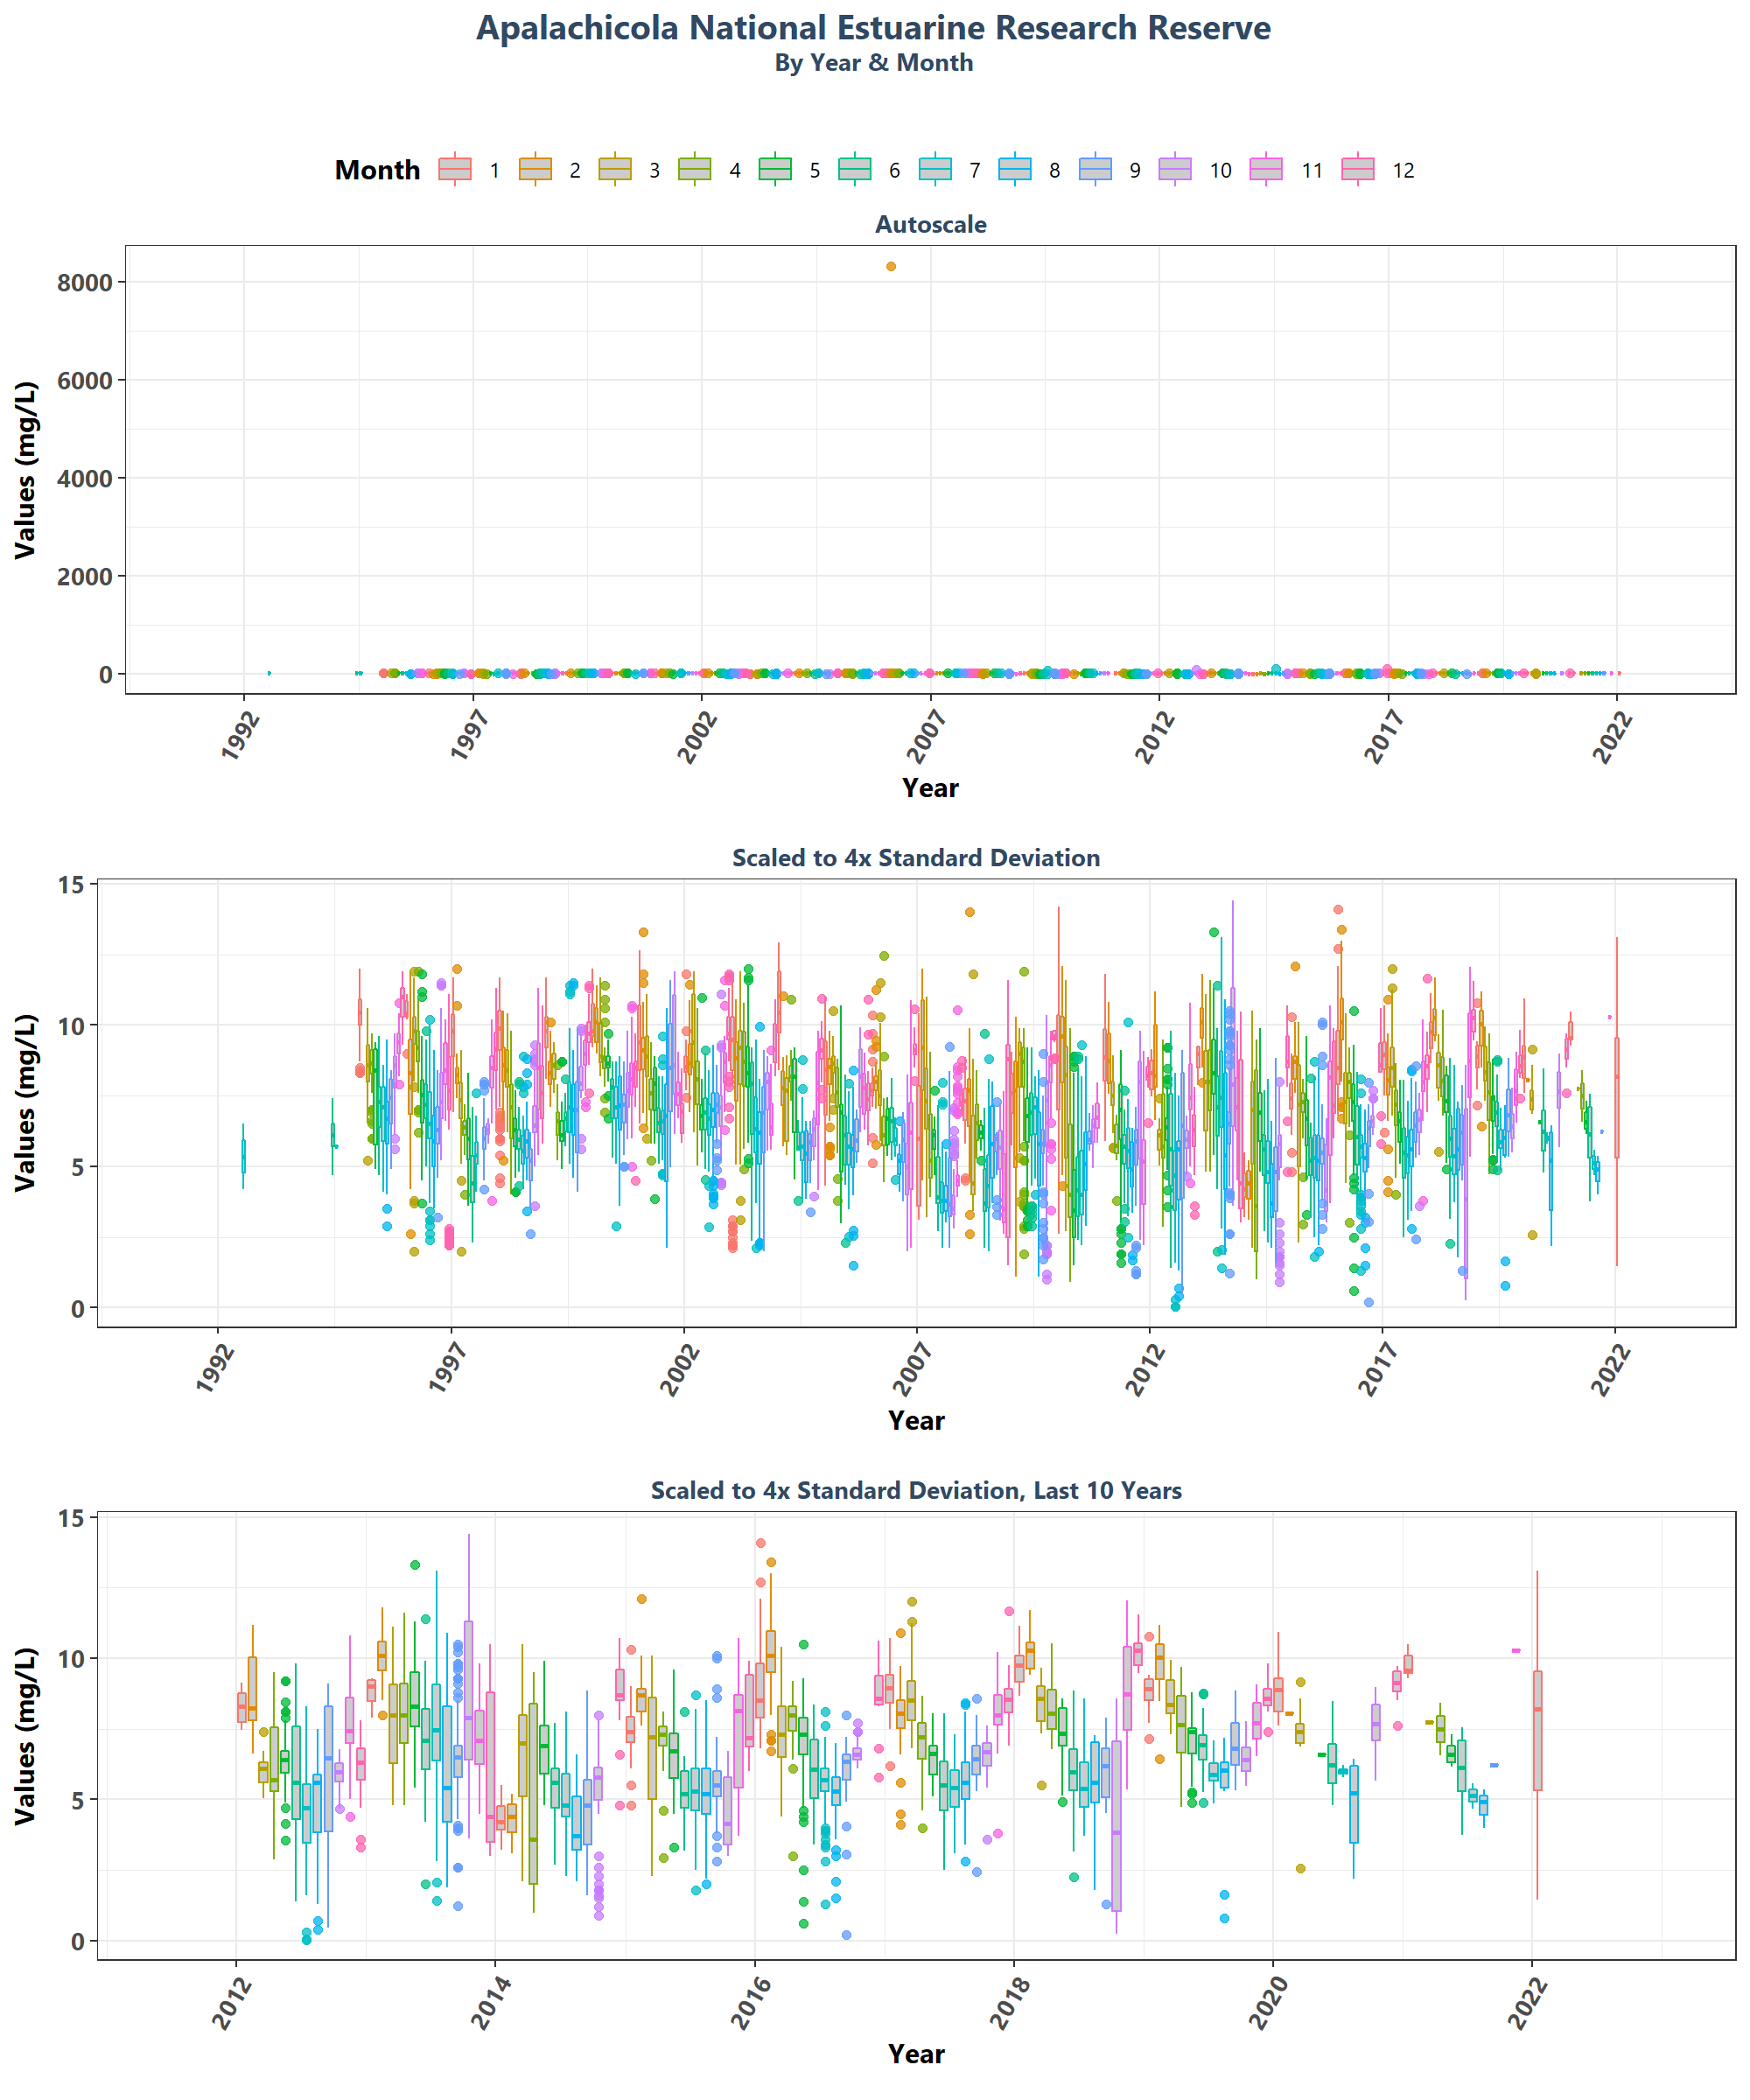 Apalachicola National Estuarine Research Reserve
By Year & Month
Month 1 2 3 4 5 6 7 8 9 10 11 12
Autoscale
Values (mg/L)
8000
6000
4000
2000
0
1992 1997 2002 2007 2012 2017 2022
Year
Scaled to 4x Standard Deviation
Values (mg/L)
15
10
5
0
1992 1997 2002 2007 2012 2017 2022
Year
Scaled to 4x Standard Deviation, Last 10 Years
Values (mg/L)
15
10
5
0
2012 2014 2016 2018 2020 2022
Year